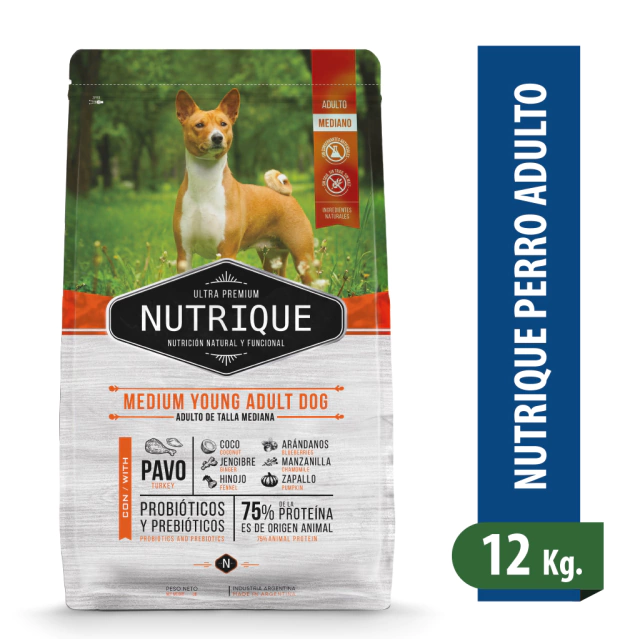 ADULTO
MEDIANO
INGREDIENTES
NATURALES
ULTRA PREMIUM
NUTRIQUE
NUTRICIÓN NATURAL Y FUNCIONAL
MEDIUM YOUNG ADULT DOG
ADULTO DE TALLA MEDIANA
CON / WITH
PAVO
TURKEY
COCO
COCONUT
JENGIBRE
GINGER
HINOJO
FENNEL
ARÁNDANOS
BLUEBERRIES
MANZANILLA
CHAMOMILE
ZAPALLO
PUMPKIN
PROBIÓTICOS
Y PREBIÓTICOS
PROBIOTICS AND PREBIOTICS
75% DE LA PROTEÍNA
ES DE ORIGEN ANIMAL
75% ANIMAL PROTEIN
N
PESO NETO
INDUSTRIA ARGENTINA
MADE IN ARGENTINA
NUTRIQUE PERRO ADULTO
12 Kg.